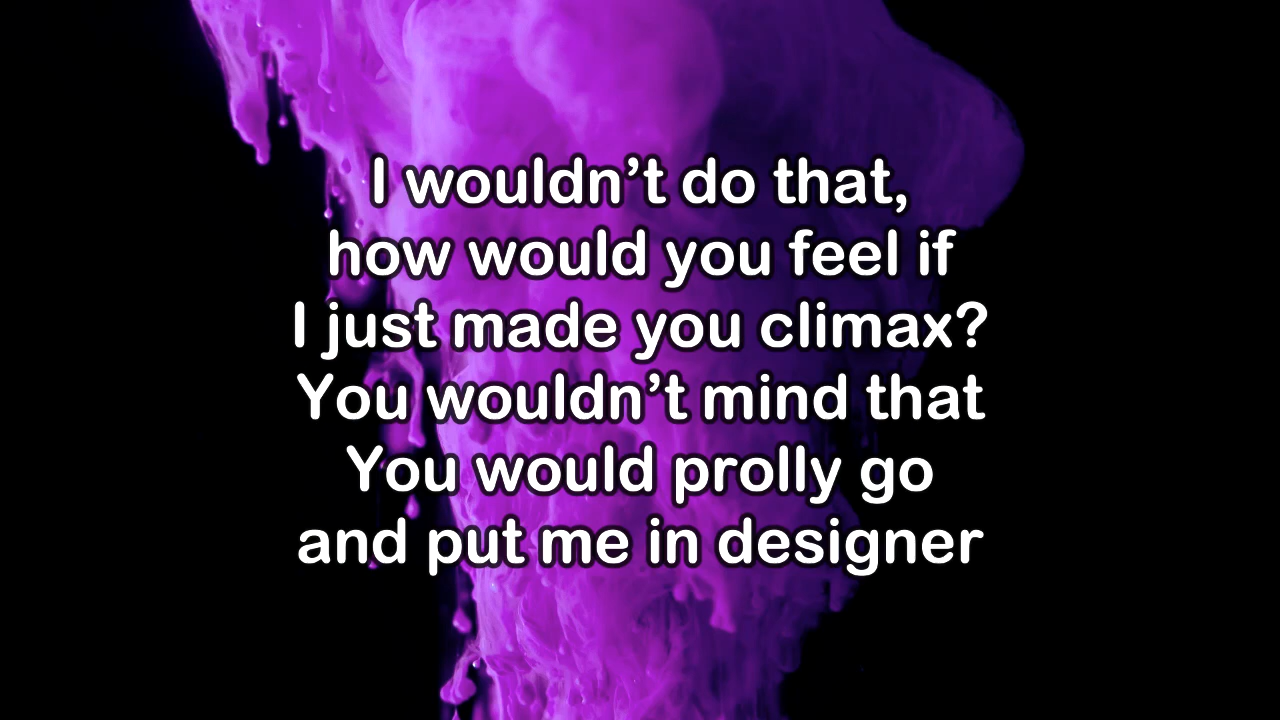 I wouldn’t do that,
how would you feel if
I just made you climax?
You wouldn’t mind that
You would prolly go
and put me in designer